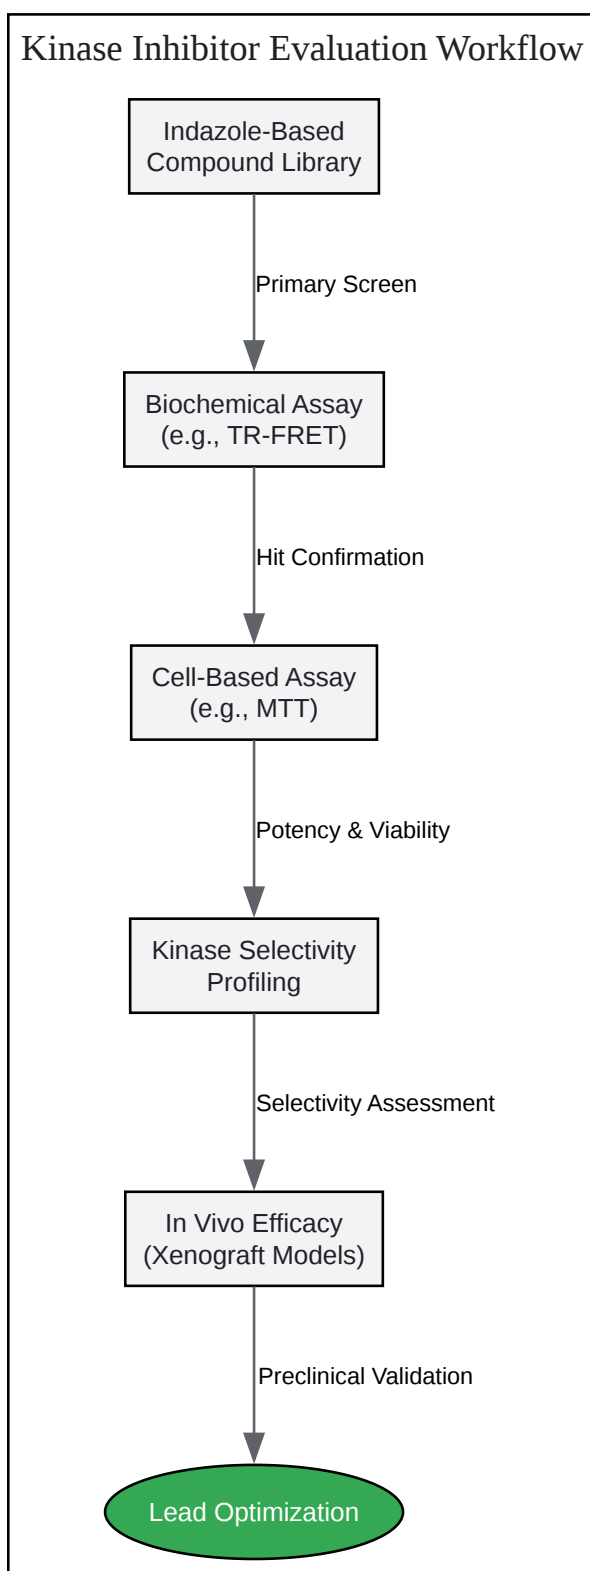 Kinase Inhibitor Evaluation Workflow
Indazole-Based
Compound Library
Primary Screen
Biochemical Assay
(e.g., TR-FRET)
Hit Confirmation
Cell-Based Assay
(e.g., MTT)
Potency & Viability
Kinase Selectivity
Profiling
Selectivity Assessment
In Vivo Efficacy
(Xenograft Models)
Preclinical Validation
Lead Optimization